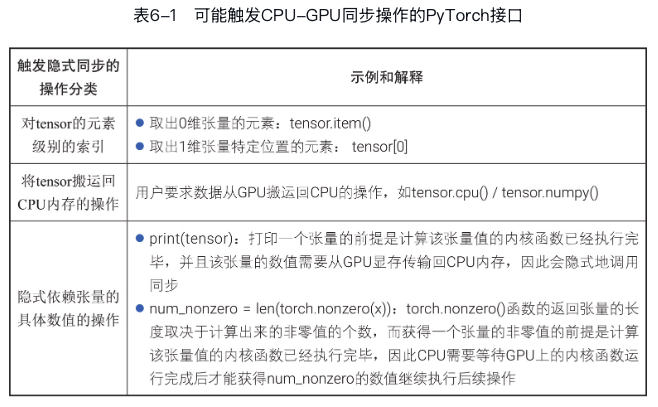 表6-1 可能触发CPU-GPU同步操作的PyTorch接口
触发隐式同步的
操作分类
示例和解释
对tensor的元素
级别的索引
● 取出0维张量的元素：tensor.item()
● 取出1维张量特定位置的元素： tensor[0]
将tensor搬运回
CPU内存的操作
用户要求数据从GPU搬运回CPU的操作，如tensor.cpu() / tensor.numpy()
隐式依赖张量的
具体数值的操作
● print(tensor)：打印一个张量的前提是计算该张量值的内核函数已经执行完
毕，并且该张量的数值需要从GPU显存传输回CPU内存，因此会隐式地调用
同步
● num_nonzero = len(torch.nonzero(x))：torch.nonzero()函数的返回张量的长
度取决于计算出来的非零值的个数，而获得一个张量的非零值的前提是计算
该张量值的内核函数已经执行完毕，因此CPU需要等待GPU上的内核函数运
行完成后才能获得num_nonzero的数值继续执行后续操作